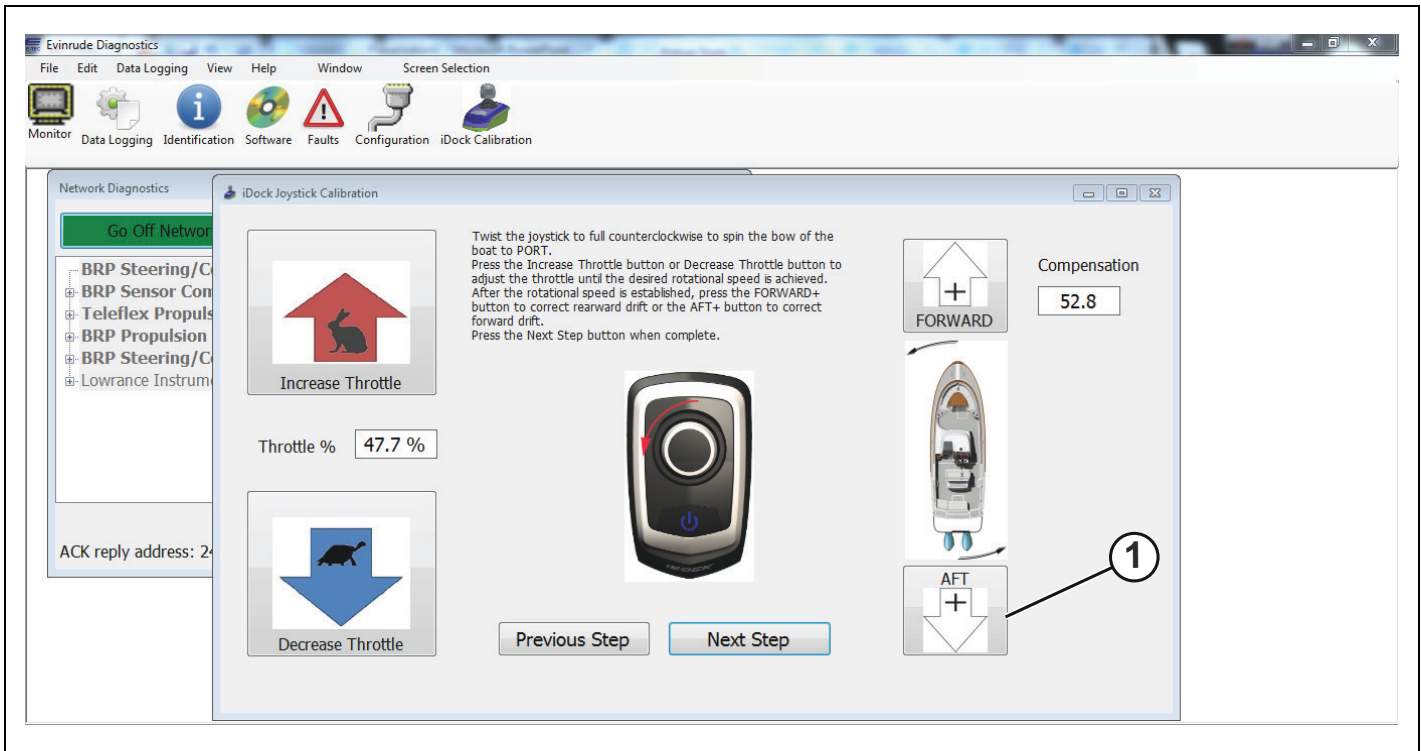 Evinrude Diagnostics
File Edit Data Logging View Help Window Screen Selection
Monitor Data Logging Identification Software Faults Configuration iDock Calibration
Network Diagnostics
Go Off Networ
BRP Steering/Co
BRP Sensor Con
Teleflex Propuls
BRP Propulsion
BRP Steering/Co
Lowrance Instrume
ACK reply address: 24
iDock Joystick Calibration
Increase Throttle
Throttle % 47.7 %
Decrease Throttle
Twist the joystick to full counterclockwise to spin the bow of the
boat to PORT.
Press the Increase Throttle button or Decrease Throttle button to
adjust the throttle until the desired rotational speed is achieved.
After the rotational speed is established, press the FORWARD+
button to correct rearward drift or the AFT+ button to correct
forward drift.
Press the Next Step button when complete.
Previous Step Next Step
+
FORWARD
Compensation
52.8
AFT
+
1